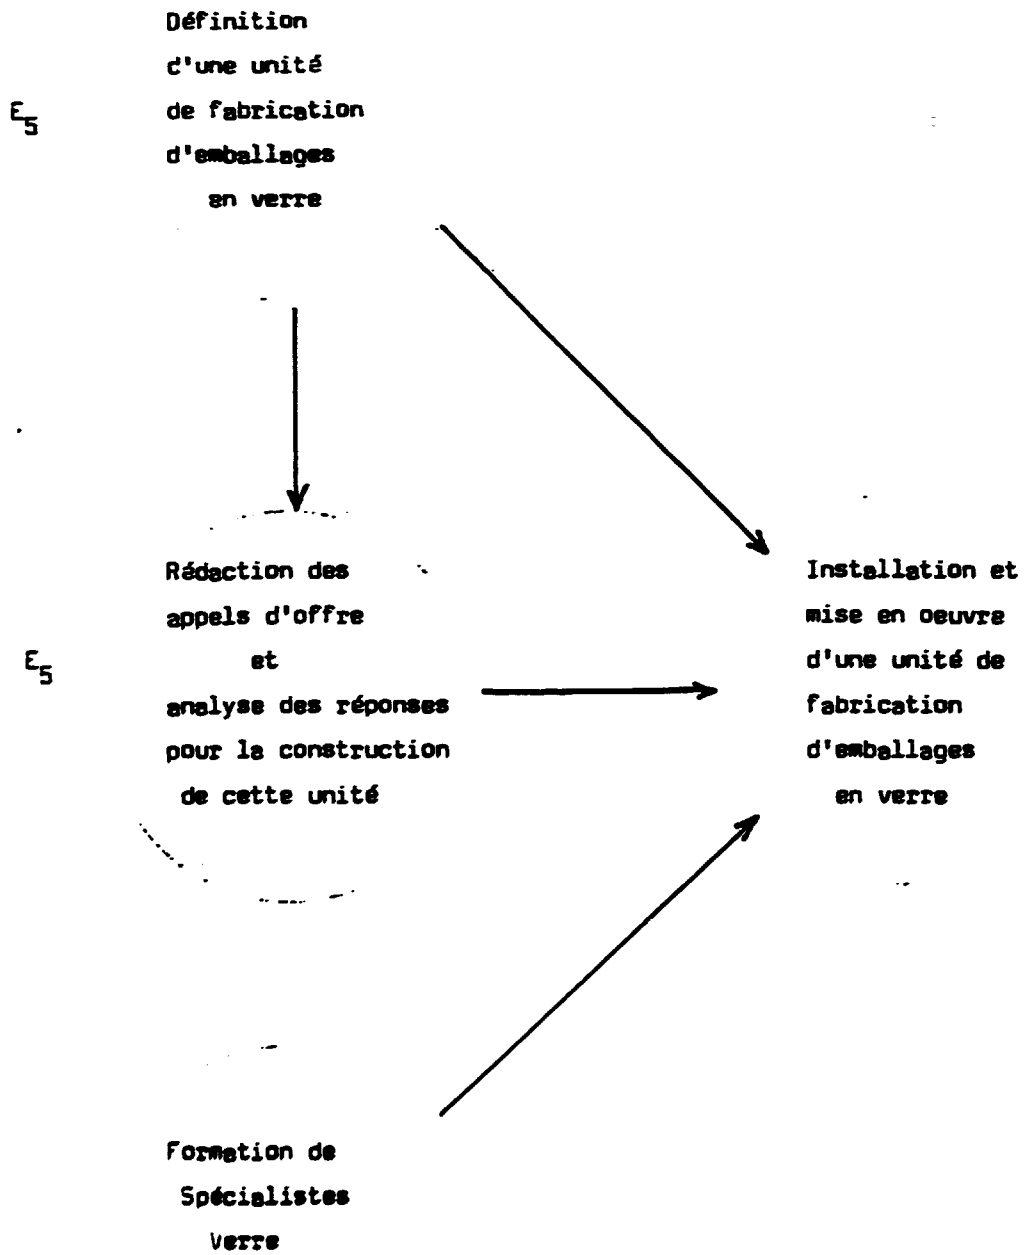 Définition
d'une unité
E5 de fabrication
d'emballages
en verre
Rédaction des
appels d'offre
E5 et
analyse des réponses
pour la construction
de cette unité
Installation et
mise en oeuvre
d'une unité de
fabrication
d'emballages
en verre
Formation de
Spécialistes
Verre